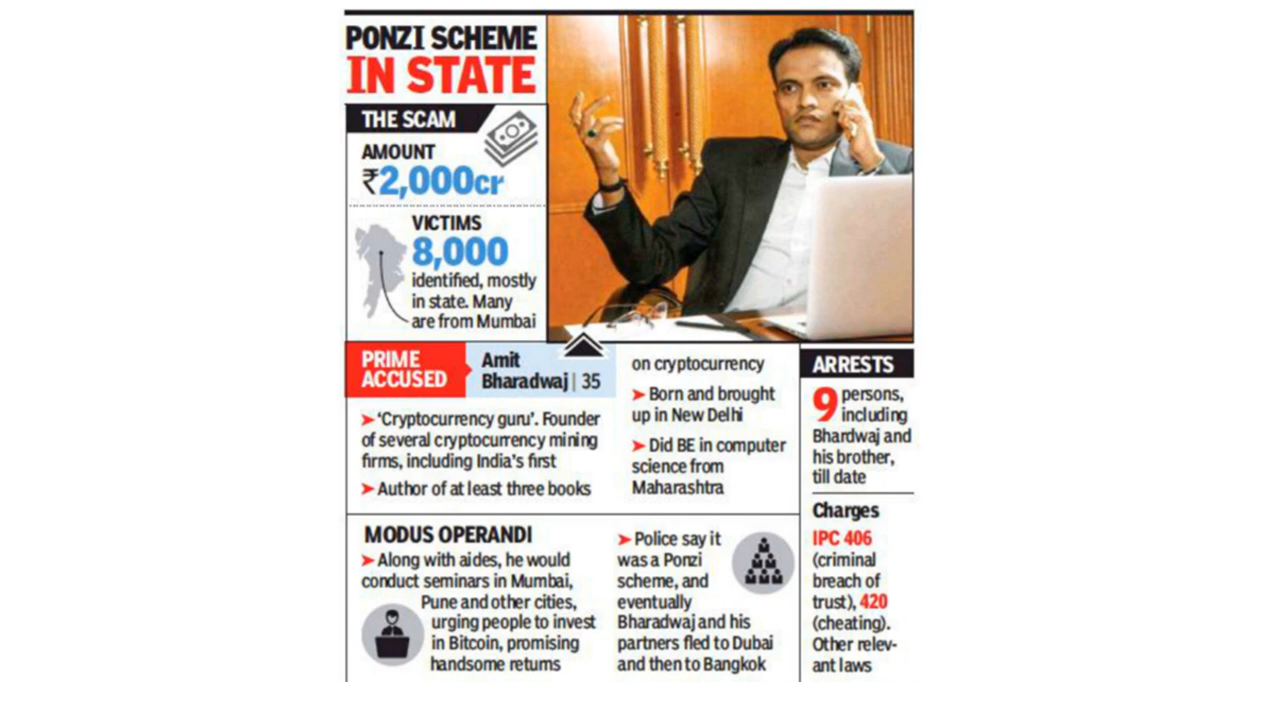 PONZI SCHEME
IN STATE
THE SCAM
AMOUNT
₹2,000cr
VICTIMS
8,000
identified, mostly
in state. Many
are from Mumbai
PRIME
ACCUSED
Amit
Bharadwaj | 35
➤ 'Cryptocurrency guru'. Founder
of several cryptocurrency mining
firms, including India's first
➤ Author of at least three books
on cryptocurrency
➤ Born and brought
up in New Delhi
➤ Did BE in computer
science from
Maharashtra
MODUS OPERANDI
➤ Along with aides, he would
conduct seminars in Mumbai,
Pune and other cities,
urging people to invest
in Bitcoin, promising
handsome returns
➤ Police say it
was a Ponzi
scheme, and
eventually
Bharadwaj and his
partners fled to Dubai
and then to Bangkok
ARRESTS
9 persons,
including
Bhardwaj and
his brother,
till date
Charges
IPC 406
(criminal
breach of
trust), 420
(cheating).
Other relev-
ant laws